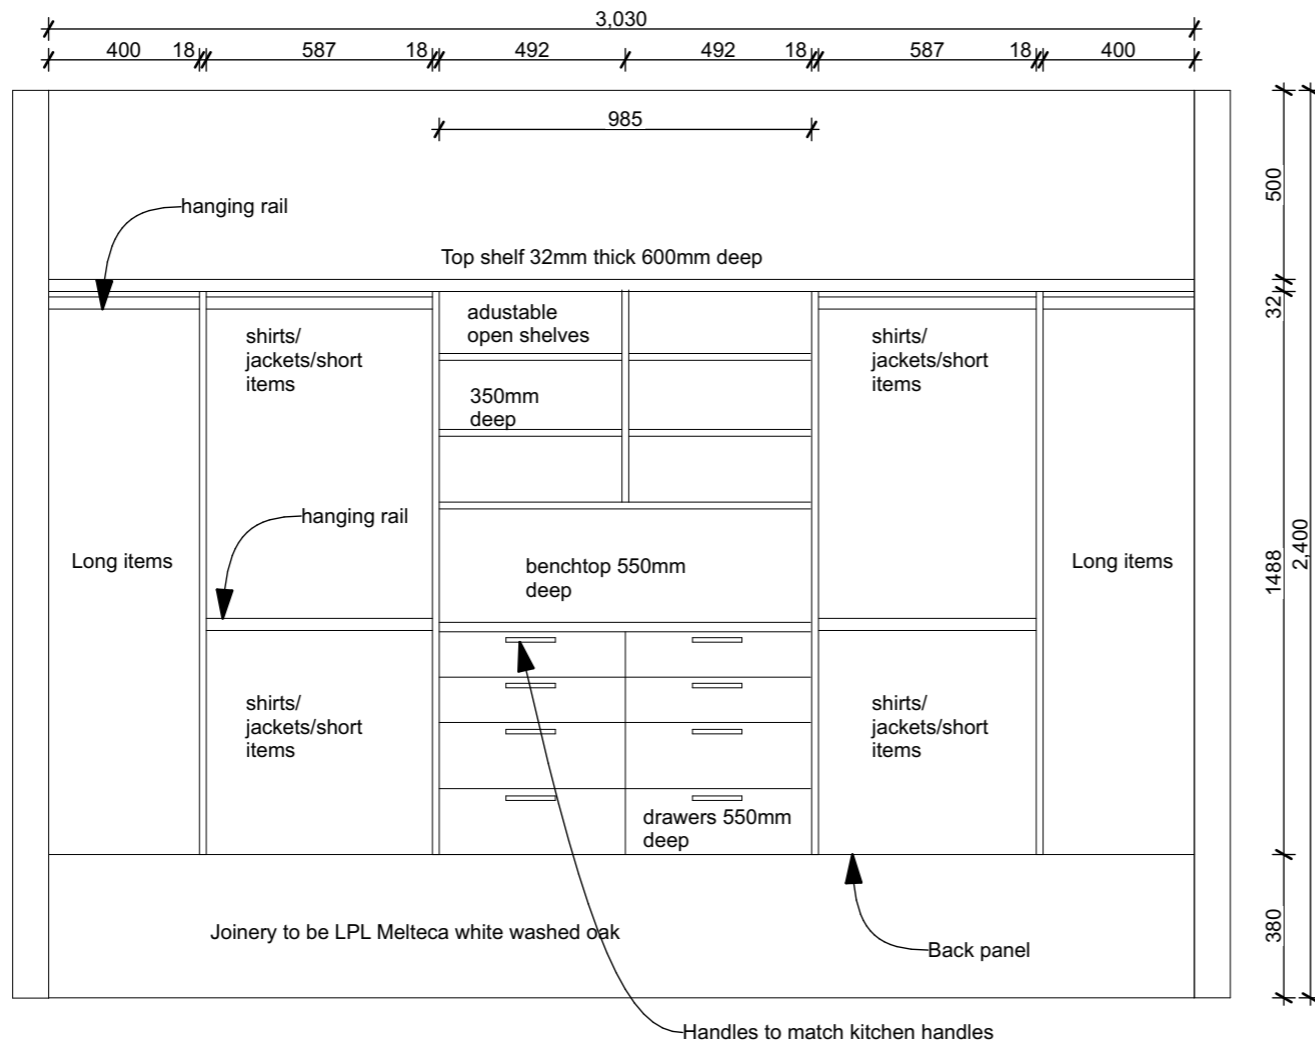 3,030
400 18 587 18 492 492 18 587 18 400
985
500
hanging rail
Top shelf 32mm thick 600mm deep
32
adustable
open shelves
shirts/
jackets/short
items
shirts/
jackets/short
items
350mm
deep
hanging rail
Long items
benchtop 550mm
deep
Long items
1488
2,400
shirts/
jackets/short
items
shirts/
jackets/short
items
drawers 550mm
deep
380
Joinery to be LPL Melteca white washed oak
Back panel
Handles to match kitchen handles